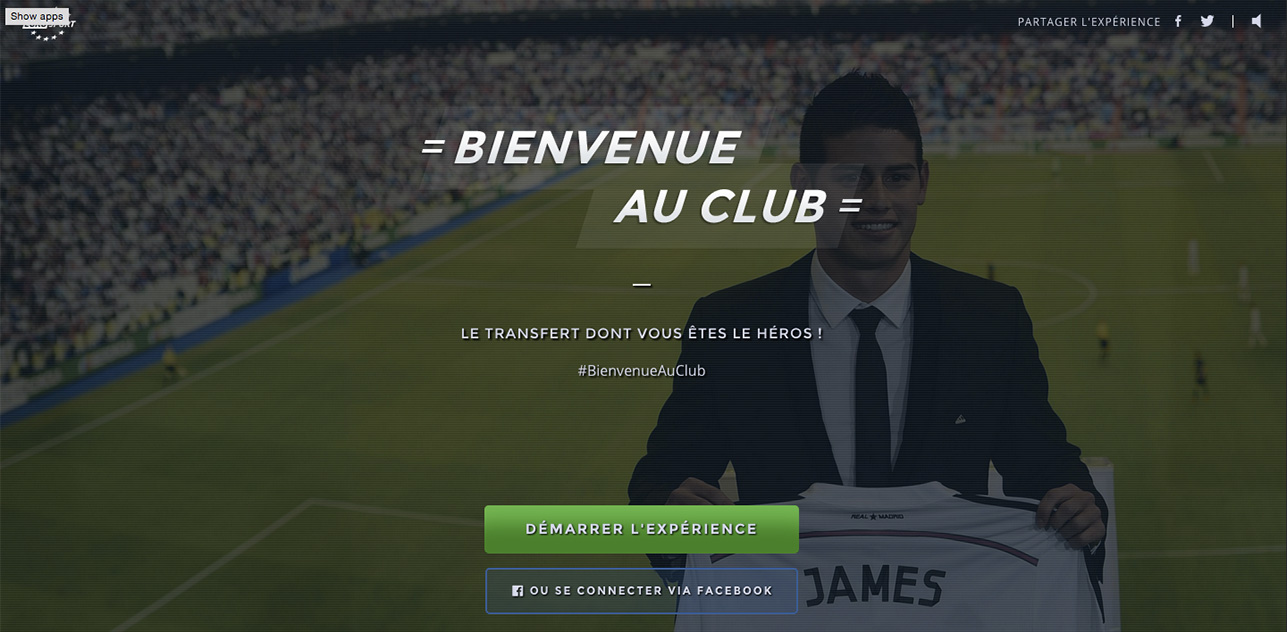 Show apps
PARTAGER L'EXPÉRIENCE
= BIENVENUE
AU CLUB =
LE TRANSFERT DONT VOUS ÊTES LE HÉROS !
#BienvenueAuClub
DÉMARRER L'EXPÉRIENCE
OU SE CONNECTER VIA FACEBOOK
REAL MADRID
JAMES